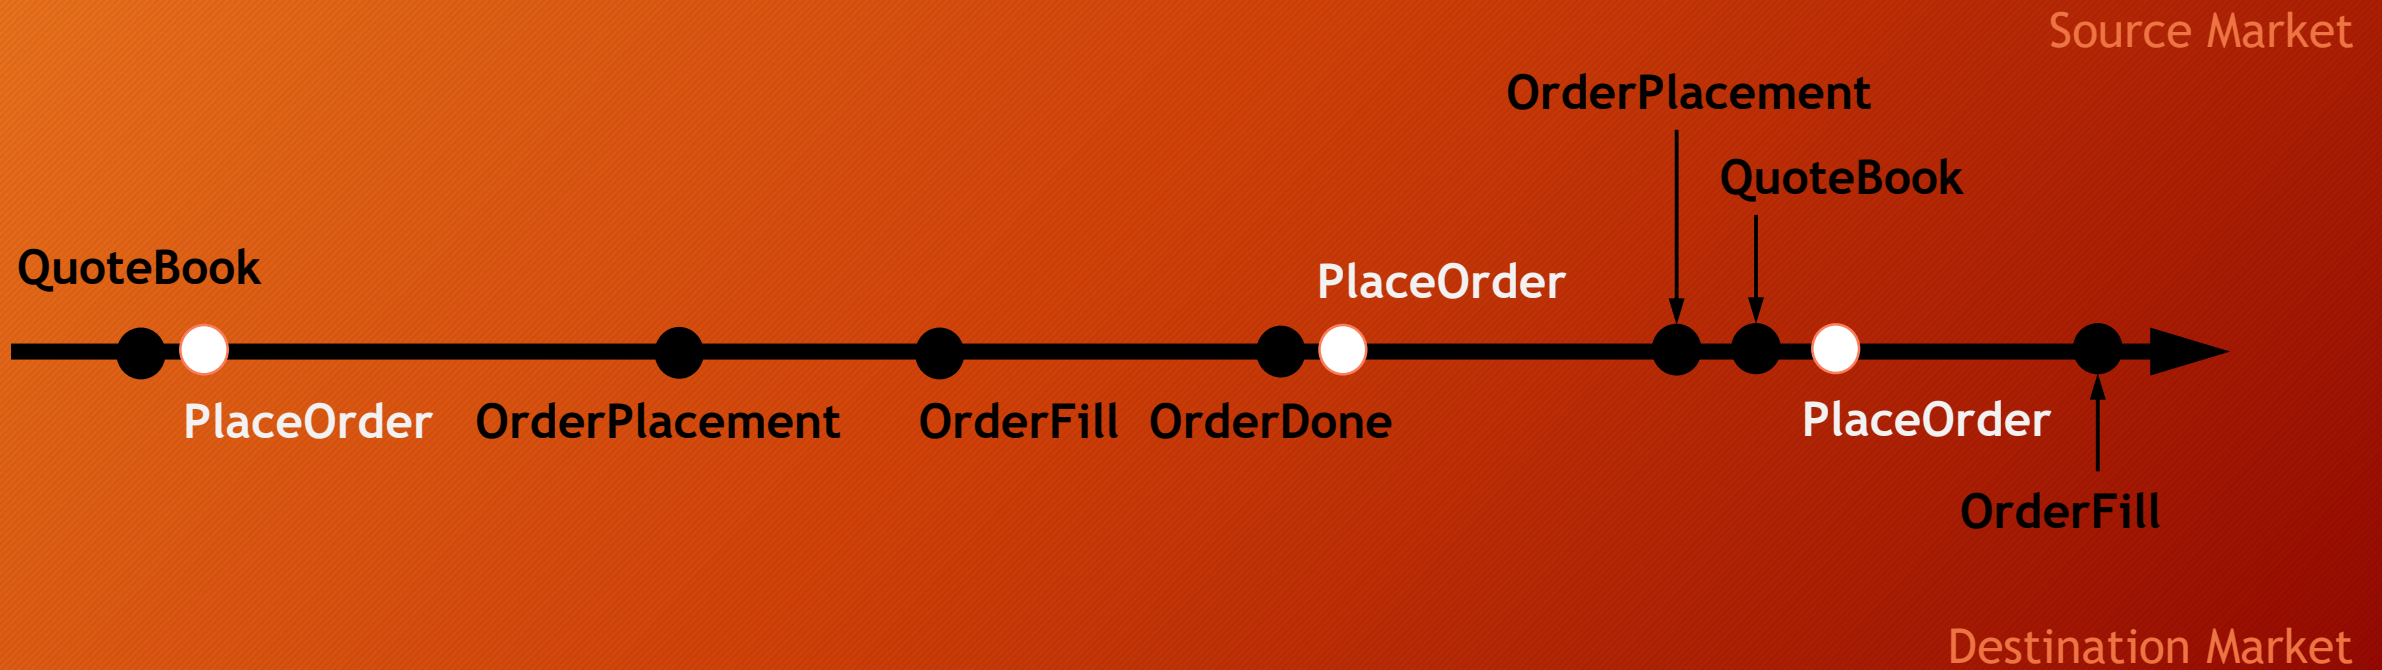 Source Market
OrderPlacement
QuoteBook
QuoteBook
PlaceOrder
PlaceOrder
OrderPlacement
OrderFill
OrderDone
PlaceOrder
OrderFill
Destination Market